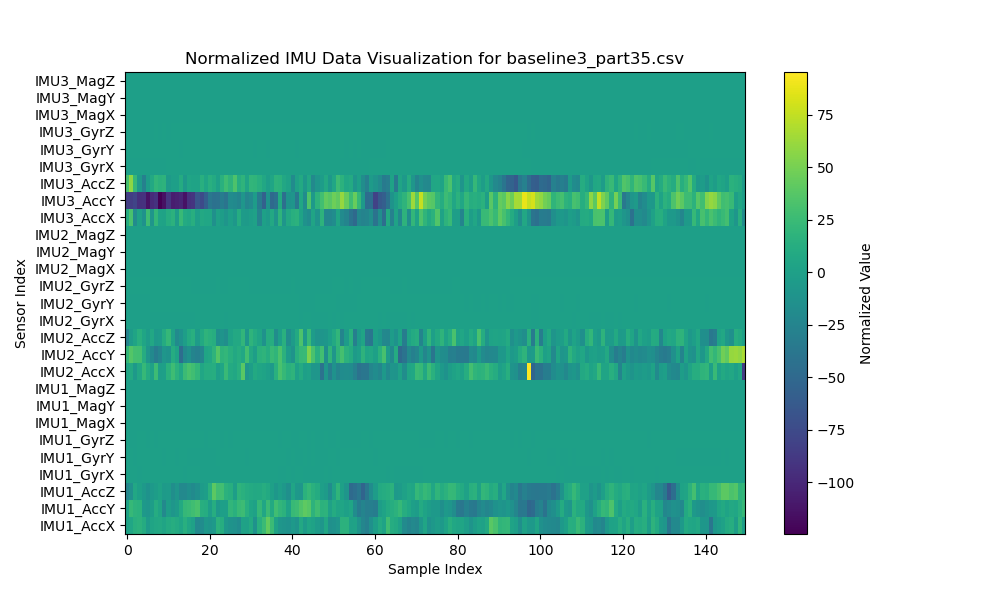 Normalized IMU Data Visualization for baseline3_part35.csv
Sensor Index
IMU3_MagZ
IMU3_MagY
IMU3_MagX
IMU3_GyrZ
IMU3_GyrY
IMU3_GyrX
IMU3_AccZ
IMU3_AccY
IMU3_AccX
IMU2_MagZ
IMU2_MagY
IMU2_MagX
IMU2_GyrZ
IMU2_GyrY
IMU2_GyrX
IMU2_AccZ
IMU2_AccY
IMU2_AccX
IMU1_MagZ
IMU1_MagY
IMU1_MagX
IMU1_GyrZ
IMU1_GyrY
IMU1_GyrX
IMU1_AccZ
IMU1_AccY
IMU1_AccX
0 20 40 60 80 100 120 140
Sample Index
75
50
25
0
−25
−50
−75
−100
Normalized Value